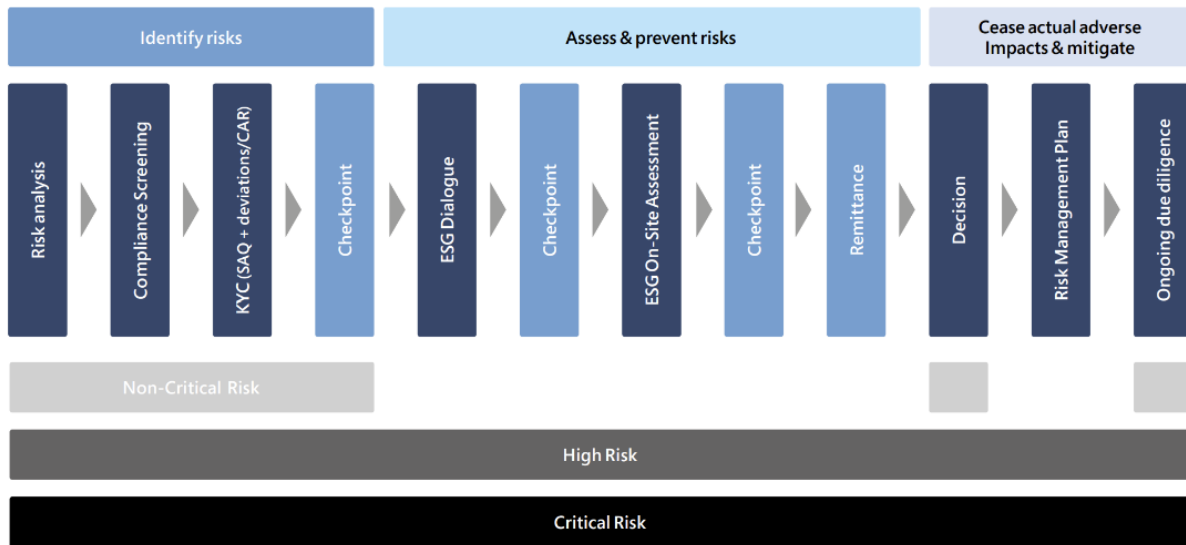 Identify risks
Assess & prevent risks
Cease actual adverse
Impacts & mitigate
Risk analysis
Compliance Screening
KYC (SAQ + deviations/CAR)
Checkpoint
ESG Dialogue
Checkpoint
ESG On-Site Assessment
Checkpoint
Remittance
Decision
Risk Management Plan
Ongoing due diligence
Non-Critical Risk
High Risk
Critical Risk